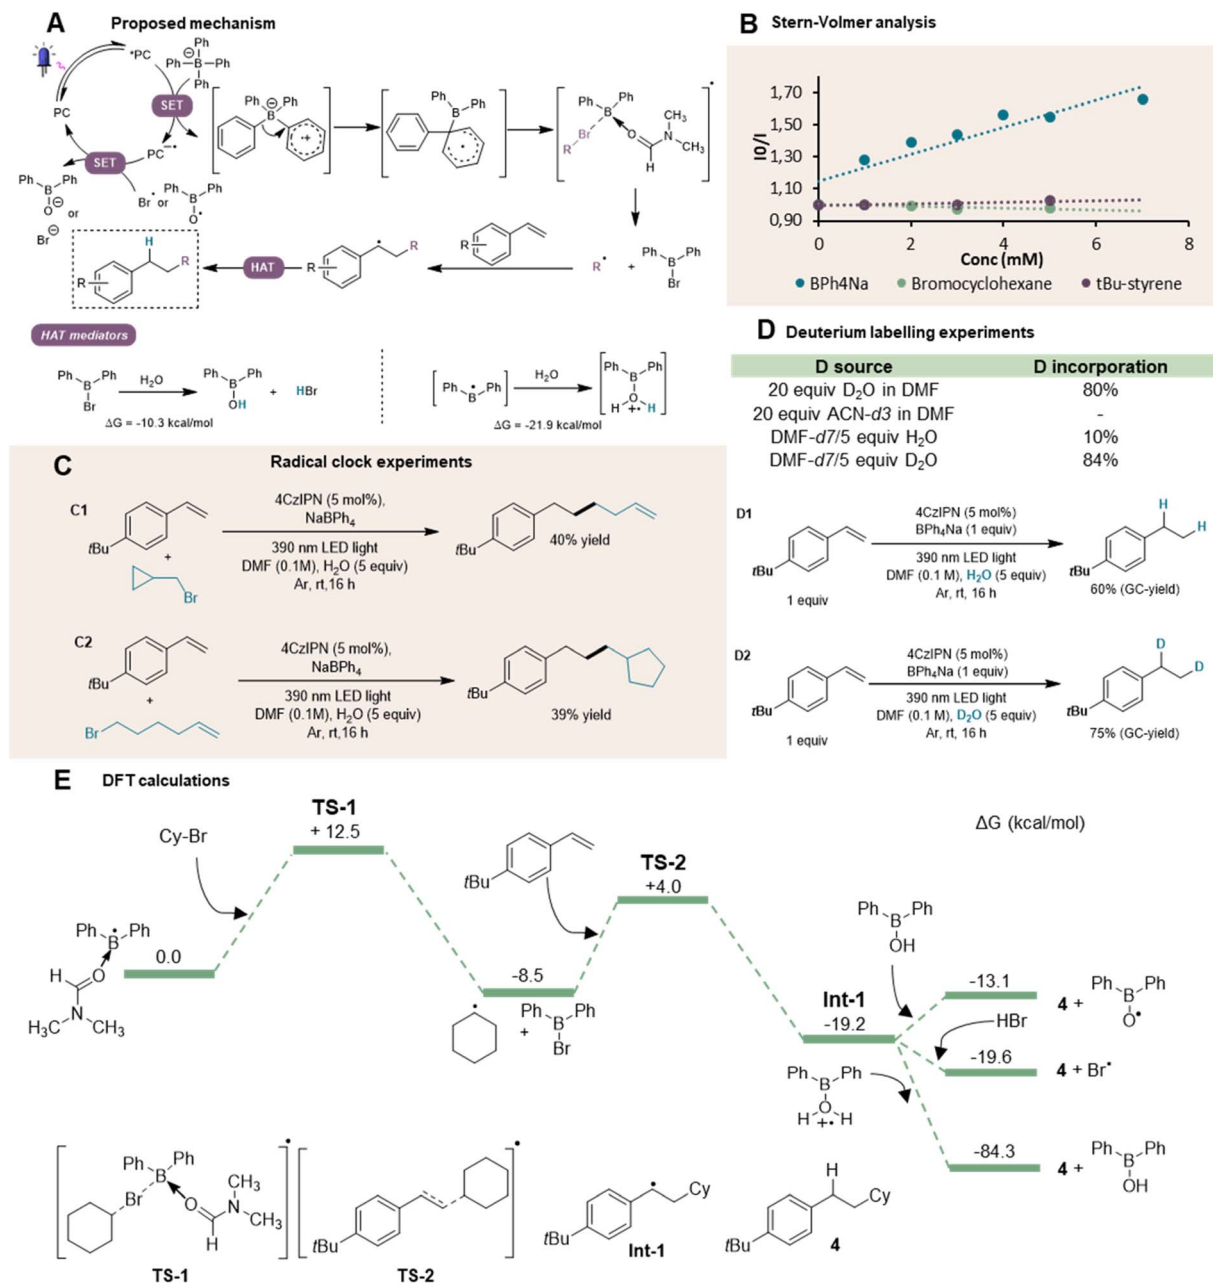 A Proposed mechanism
*PC
Ph
Ph–B–Ph
Ph
SET
PC
PC
SET
Ph Ph
B
Ph Ph
B
Ph Ph
B
Br
O
R
H
N
CH3
CH3
Ph Ph
B
O
or
Br
Br or
Ph Ph
B
O
H
R
R
HAT
R
R
R
R + Ph Ph
B
Br
HAT mediators
Ph Ph
B
Br
H2O
Ph Ph
B
OH
+ HBr
ΔG = -10.3 kcal/mol
Ph B Ph
H2O
Ph Ph
B
H O H
ΔG = -21.9 kcal/mol
B Stern-Volmer analysis
I0/I
1,70
1,50
1,30
1,10
0,90
0 2 4 6 8
Conc (mM)
BPh4Na Bromocyclohexane tBu-styrene
C Radical clock experiments
C1
tBu
+
Br
4CzIPN (5 mol%),
NaBPh4
390 nm LED light
DMF (0.1M), H2O (5 equiv)
Ar, rt,16 h
tBu
40% yield
C2
tBu
+
Br
4CzIPN (5 mol%),
NaBPh4
390 nm LED light
DMF (0.1M), H2O (5 equiv)
Ar, rt,16 h
tBu
39% yield
D Deuterium labelling experiments
D source D incorporation
20 equiv D2O in DMF 80%
20 equiv ACN-d3 in DMF -
DMF-d7/5 equiv H2O 10%
DMF-d7/5 equiv D2O 84%
D1
tBu
1 equiv
4CzIPN (5 mol%)
BPh4Na (1 equiv)
390 nm LED light
DMF (0.1 M), H2O (5 equiv)
Ar, rt, 16 h
H
H
tBu
60% (GC-yield)
D2
tBu
1 equiv
4CzIPN (5 mol%)
BPh4Na (1 equiv)
390 nm LED light
DMF (0.1 M), D2O (5 equiv)
Ar, rt, 16 h
D
D
tBu
75% (GC-yield)
E DFT calculations
ΔG (kcal/mol)
Ph Ph
B
H O
N
H3C CH3
0.0
Cy-Br
TS-1
+ 12.5
-8.5
+ Ph Ph
B
Br
tBu
TS-2
+4.0
Int-1
-19.2
Ph Ph
B
OH
HBr
Ph Ph
B
H O H
-13.1
4 + Ph Ph
B
O
-19.6
4 + Br
-84.3
4 + Ph Ph
B
OH
Ph Ph
B
Br
O
H
N
CH3
CH3
TS-1
tBu
TS-2
Cy
tBu
Int-1
H
Cy
tBu
4